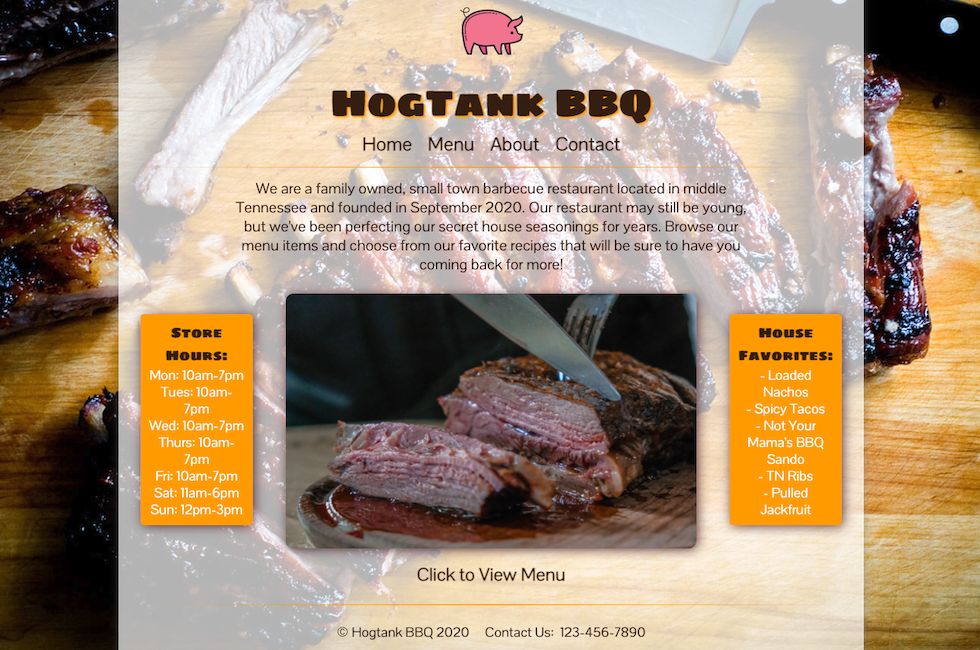 HogTank BBQ
Home Menu About Contact
We are a family owned, small town barbecue restaurant located in middle
Tennessee and founded in September 2020. Our restaurant may still be young,
but we've been perfecting our secret house seasonings for years. Browse our
menu items and choose from our favorite recipes that will be sure to have you
coming back for more!
Store
Hours:
Mon: 10am-7pm
Tues: 10am-
7pm
Wed: 10am-7pm
Thurs: 10am-
7pm
Fri: 10am-7pm
Sat: 11am-6pm
Sun: 12pm-3pm
House
Favorites:
- Loaded
Nachos
- Spicy Tacos
- Not Your
Mama's BBQ
Sando
- TN Ribs
- Pulled
Jackfruit
Click to View Menu
© Hogtank BBQ 2020 Contact Us: 123-456-7890